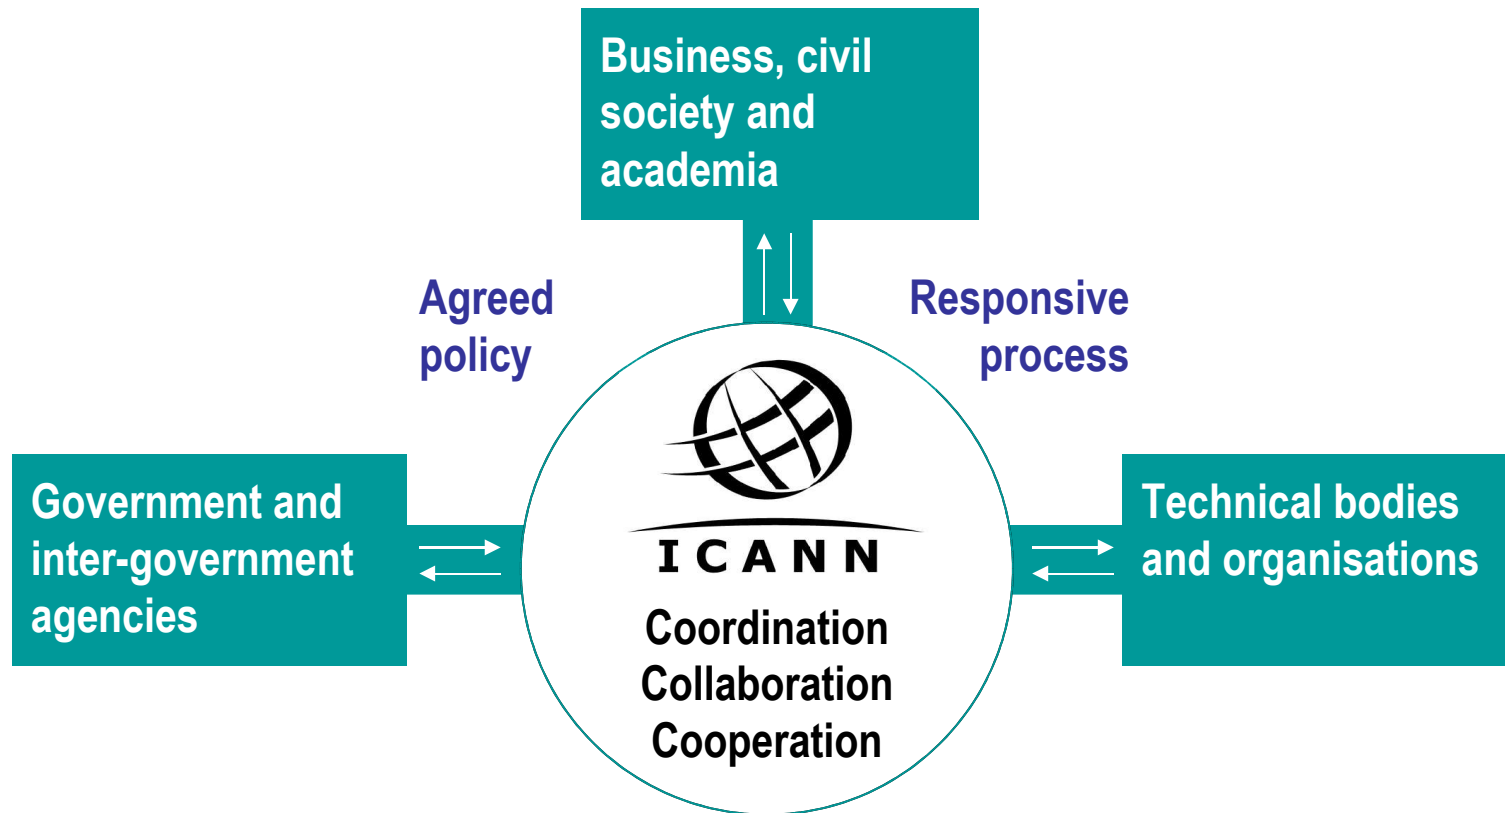 Business, civil
society and
academia
Agreed
policy
Responsive
process
Government and
inter-government
agencies
ICANN
Coordination
Collaboration
Cooperation
Technical bodies
and organisations